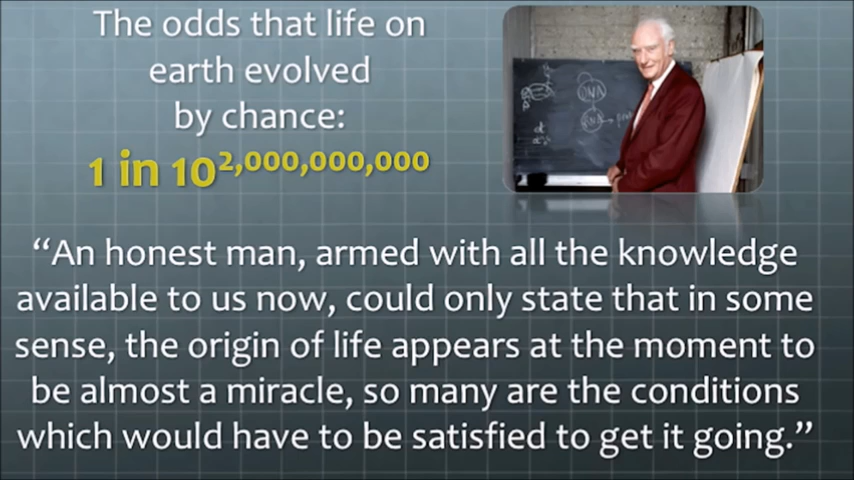 The odds that life on
earth evolved
by chance:
1 in 10^2,000,000,000
DNA
RNA
“An honest man, armed with all the knowledge
available to us now, could only state that in some
sense, the origin of life appears at the moment to
be almost a miracle, so many are the conditions
which would have to be satisfied to get it going.”